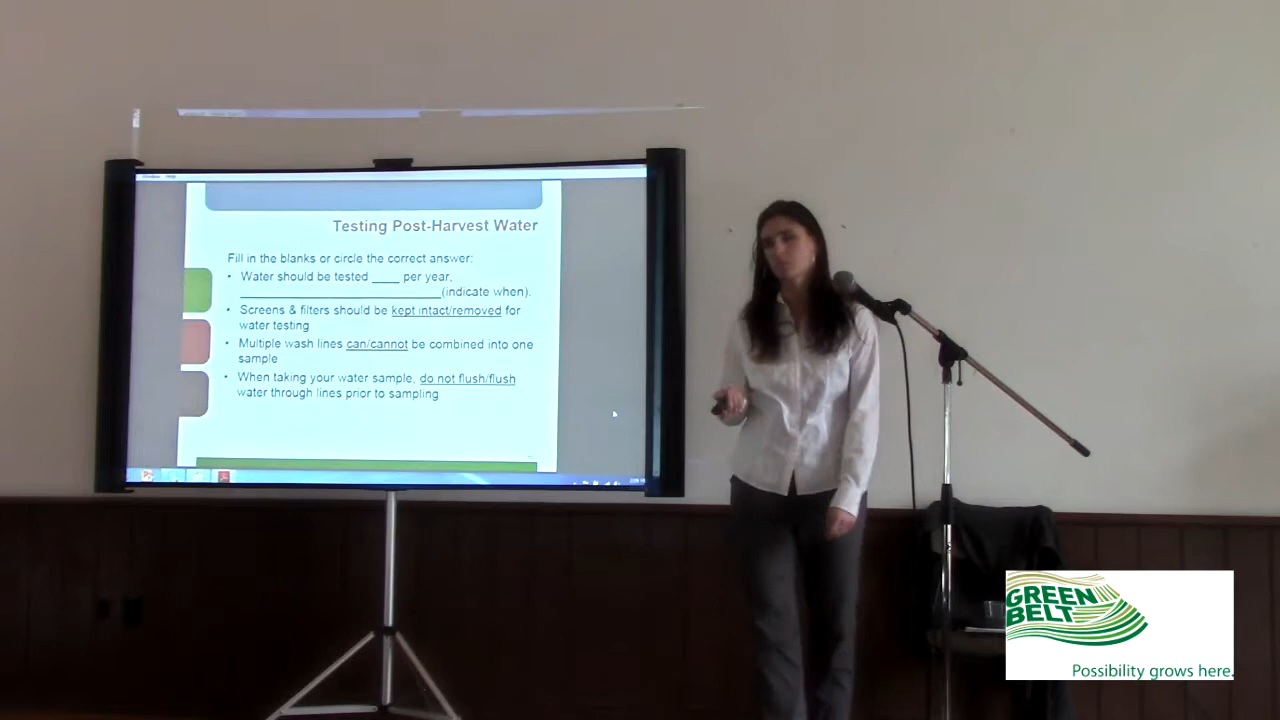 Window Help
Testing Post-Harvest Water
Fill in the blanks or circle the correct answer:
• Water should be tested ____ per year,
____________________________(indicate when).
• Screens & filters should be kept intact/removed for
water testing
• Multiple wash lines can/cannot be combined into one
sample
• When taking your water sample, do not flush/flush
water through lines prior to sampling
GREEN
BELT
Possibility grows here.